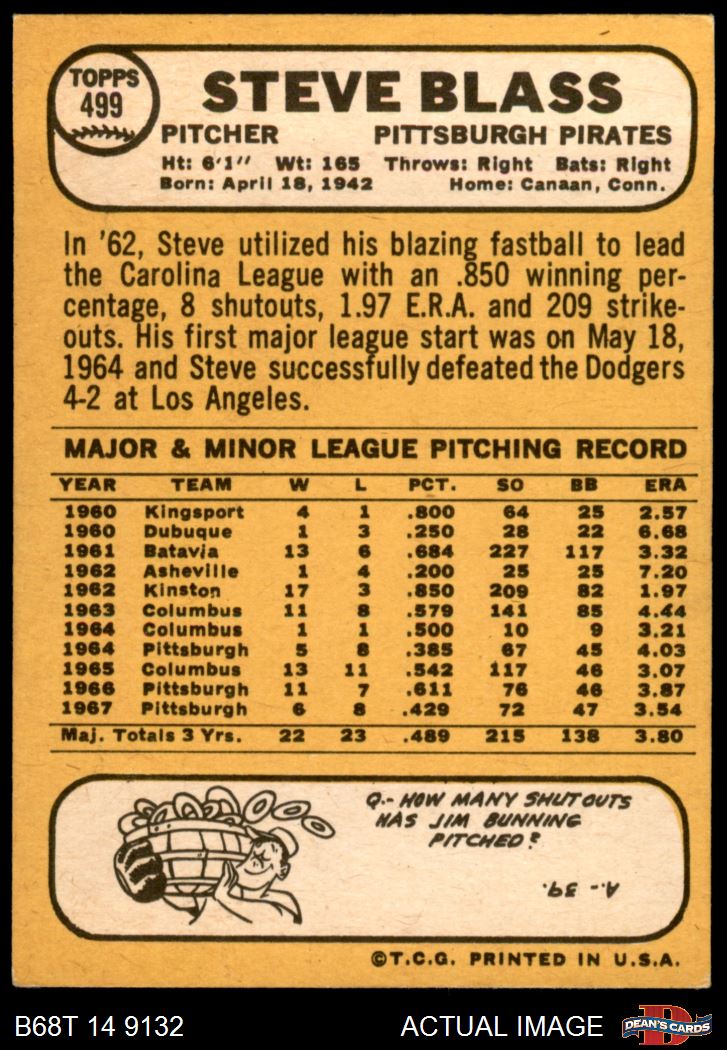 TOPPS
499
STEVE BLASS
PITCHER PITTSBURGH PIRATES
Ht: 6'1" Wt: 165 Throws: Right Bats: Right
Born: April 18, 1942 Home: Canaan, Conn.
In '62, Steve utilized his blazing fastball to lead
the Carolina League with an .850 winning per-
centage, 8 shutouts, 1.97 E.R.A. and 209 strike-
outs. His first major league start was on May 18,
1964 and Steve successfully defeated the Dodgers
4-2 at Los Angeles.
MAJOR & MINOR LEAGUE PITCHING RECORD
YEAR TEAM W L PCT. SO BB ERA
1960 Kingsport 4 1 .800 64 25 2.57
1960 Dubuque 1 3 .250 28 22 6.68
1961 Batavia 13 6 .684 227 117 3.32
1962 Asheville 1 4 .200 25 25 7.20
1962 Kinston 17 3 .850 209 82 1.97
1963 Columbus 11 8 .579 141 85 4.44
1964 Columbus 1 1 .500 10 9 3.21
1964 Pittsburgh 5 8 .385 67 45 4.03
1965 Columbus 13 11 .542 117 46 3.07
1966 Pittsburgh 11 7 .611 76 46 3.87
1967 Pittsburgh 6 8 .429 72 47 3.54
Maj. Totals 3 Yrs. 22 23 .489 215 138 3.80
Q.- HOW MANY SHUTOUTS
HAS JIM BUNNING
PITCHED?
A.- 39.
©T.C.G. PRINTED IN U.S.A.
B68T 14 9132 ACTUAL IMAGE
D
DEAN'S CARDS